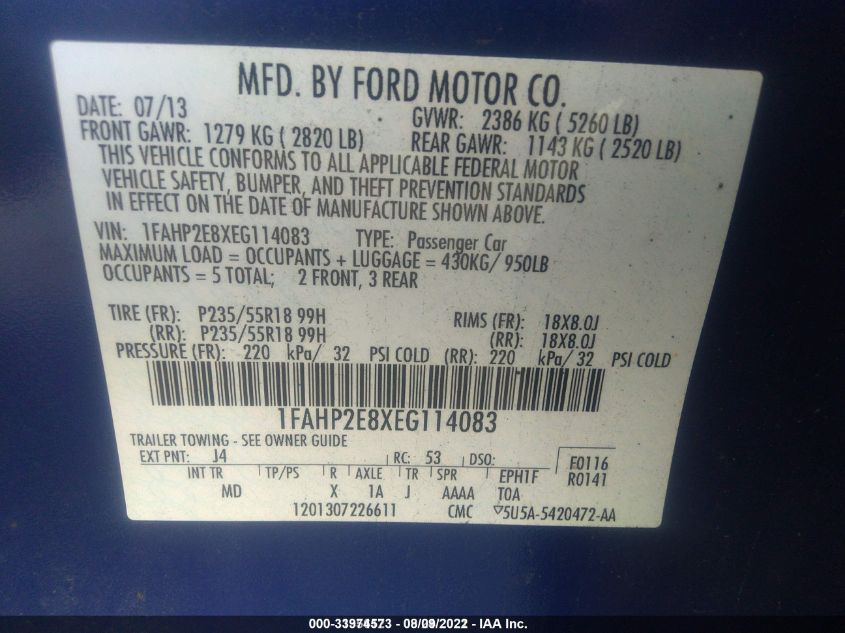 MFD. BY FORD MOTOR CO.
DATE: 07/13 GVWR: 2386 KG ( 5260 LB)
FRONT GAWR: 1279 KG ( 2820 LB) REAR GAWR: 1143 KG ( 2520 LB)
THIS VEHICLE CONFORMS TO ALL APPLICABLE FEDERAL MOTOR
VEHICLE SAFETY, BUMPER, AND THEFT PREVENTION STANDARDS
IN EFFECT ON THE DATE OF MANUFACTURE SHOWN ABOVE.
VIN: 1FAHP2E8XEG114083 TYPE: Passenger Car
MAXIMUM LOAD = OCCUPANTS + LUGGAGE = 430KG/ 950LB
OCCUPANTS = 5 TOTAL; 2 FRONT, 3 REAR
TIRE (FR): P235/55R18 99H RIMS (FR): 18X8.0J
(RR): P235/55R18 99H (RR): 18X8.0J
PRESSURE (FR): 220 kPa/ 32 PSI COLD (RR): 220 kPa/ 32 PSI COLD
1FAHP2E8XEG114083
TRAILER TOWING - SEE OWNER GUIDE
EXT PNT: J4 RC: 53 DSO: F0116
INT TR TP/PS R AXLE TR SPR EPH1F R0141
MD X 1A J AAAA TOA
1201307226611 CMC ▽5U5A-5420472-AA
000-33974573 - 08/09/2022 - IAA Inc.